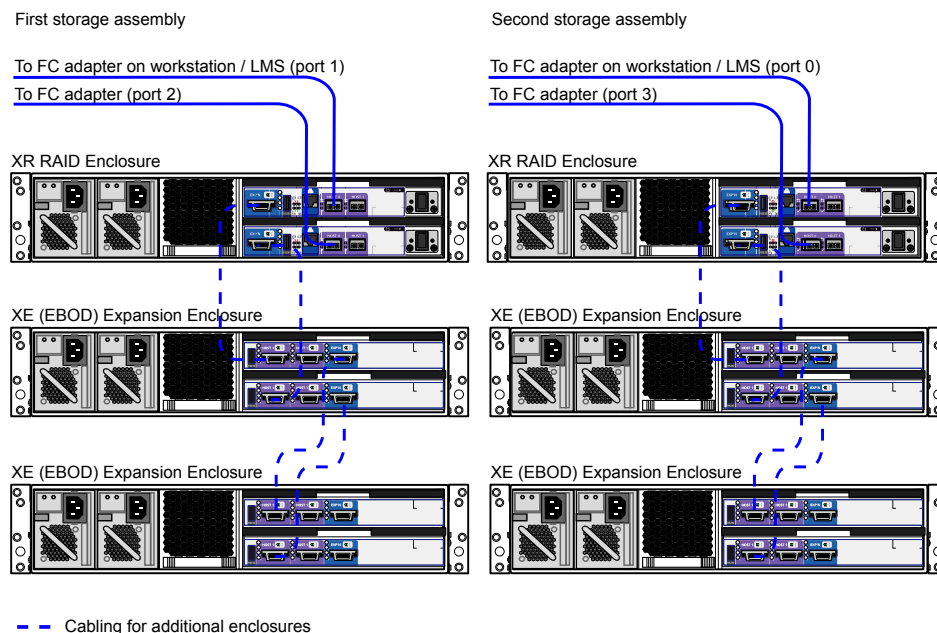 First storage assembly
Second storage assembly
To FC adapter on workstation / LMS (port 1)
To FC adapter on workstation / LMS (port 0)
To FC adapter (port 2)
To FC adapter (port 3)
XR RAID Enclosure
XR RAID Enclosure
XE (EBOD) Expansion Enclosure
XE (EBOD) Expansion Enclosure
XE (EBOD) Expansion Enclosure
XE (EBOD) Expansion Enclosure
Cabling for additional enclosures